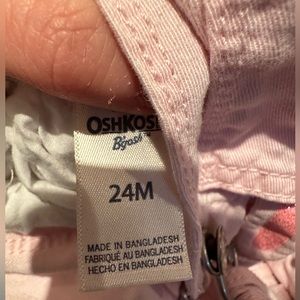 OSHKOSH
B'gosh
24M
MADE IN BANGLADESH
FABRIQUÉ AU BANGLADESH
HECHO EN BANGLADESH